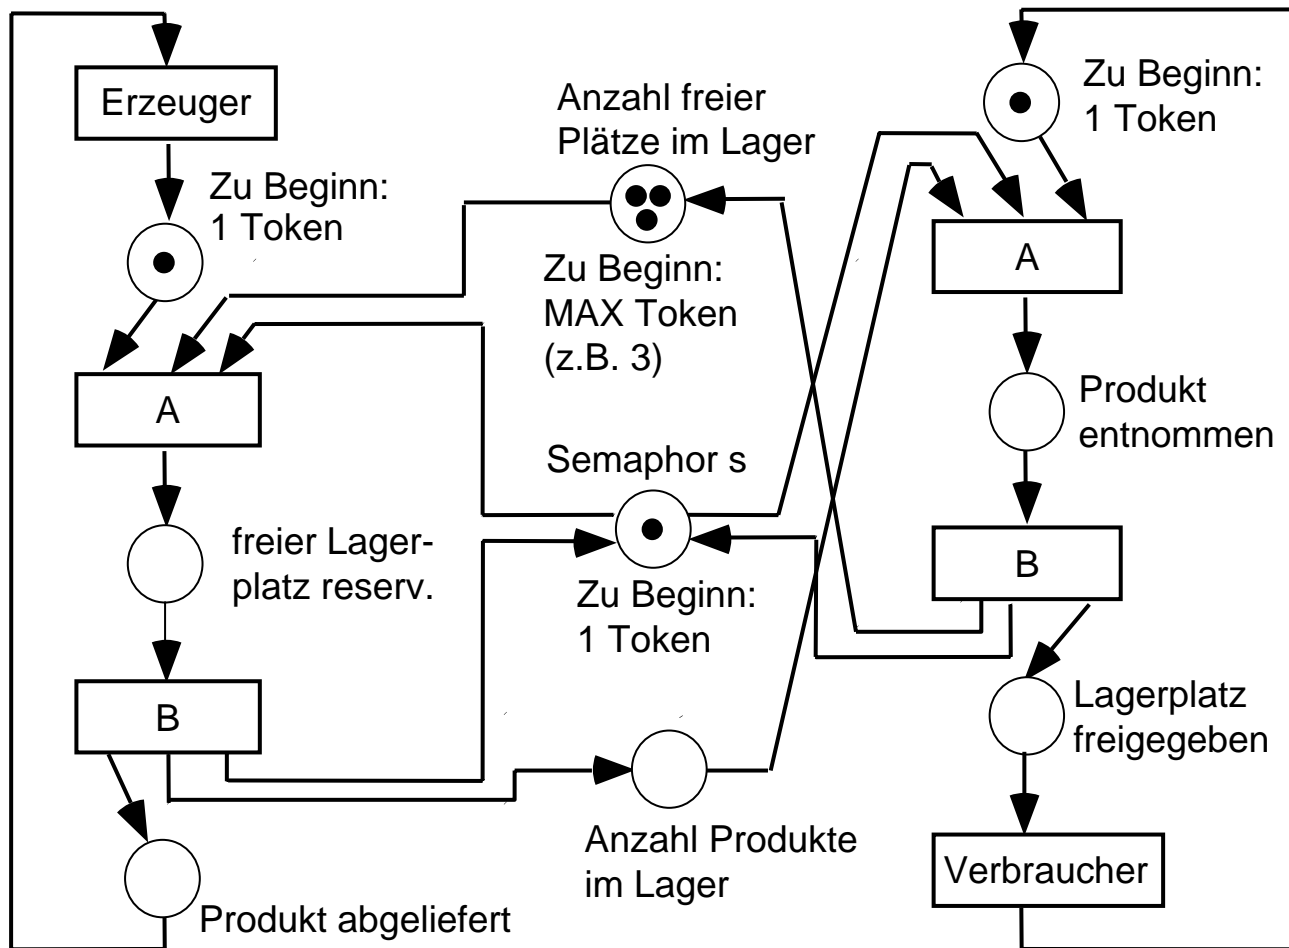 Erzeuger
Zu Beginn:
1 Token
A
freier Lager-
platz reserv.
B
Produkt abgeliefert
Anzahl freier
Plätze im Lager
Zu Beginn:
MAX Token
(z.B. 3)
Semaphor s
Zu Beginn:
1 Token
Anzahl Produkte
im Lager
Zu Beginn:
1 Token
A
Produkt
entnommen
B
Lagerplatz
freigegeben
Verbraucher